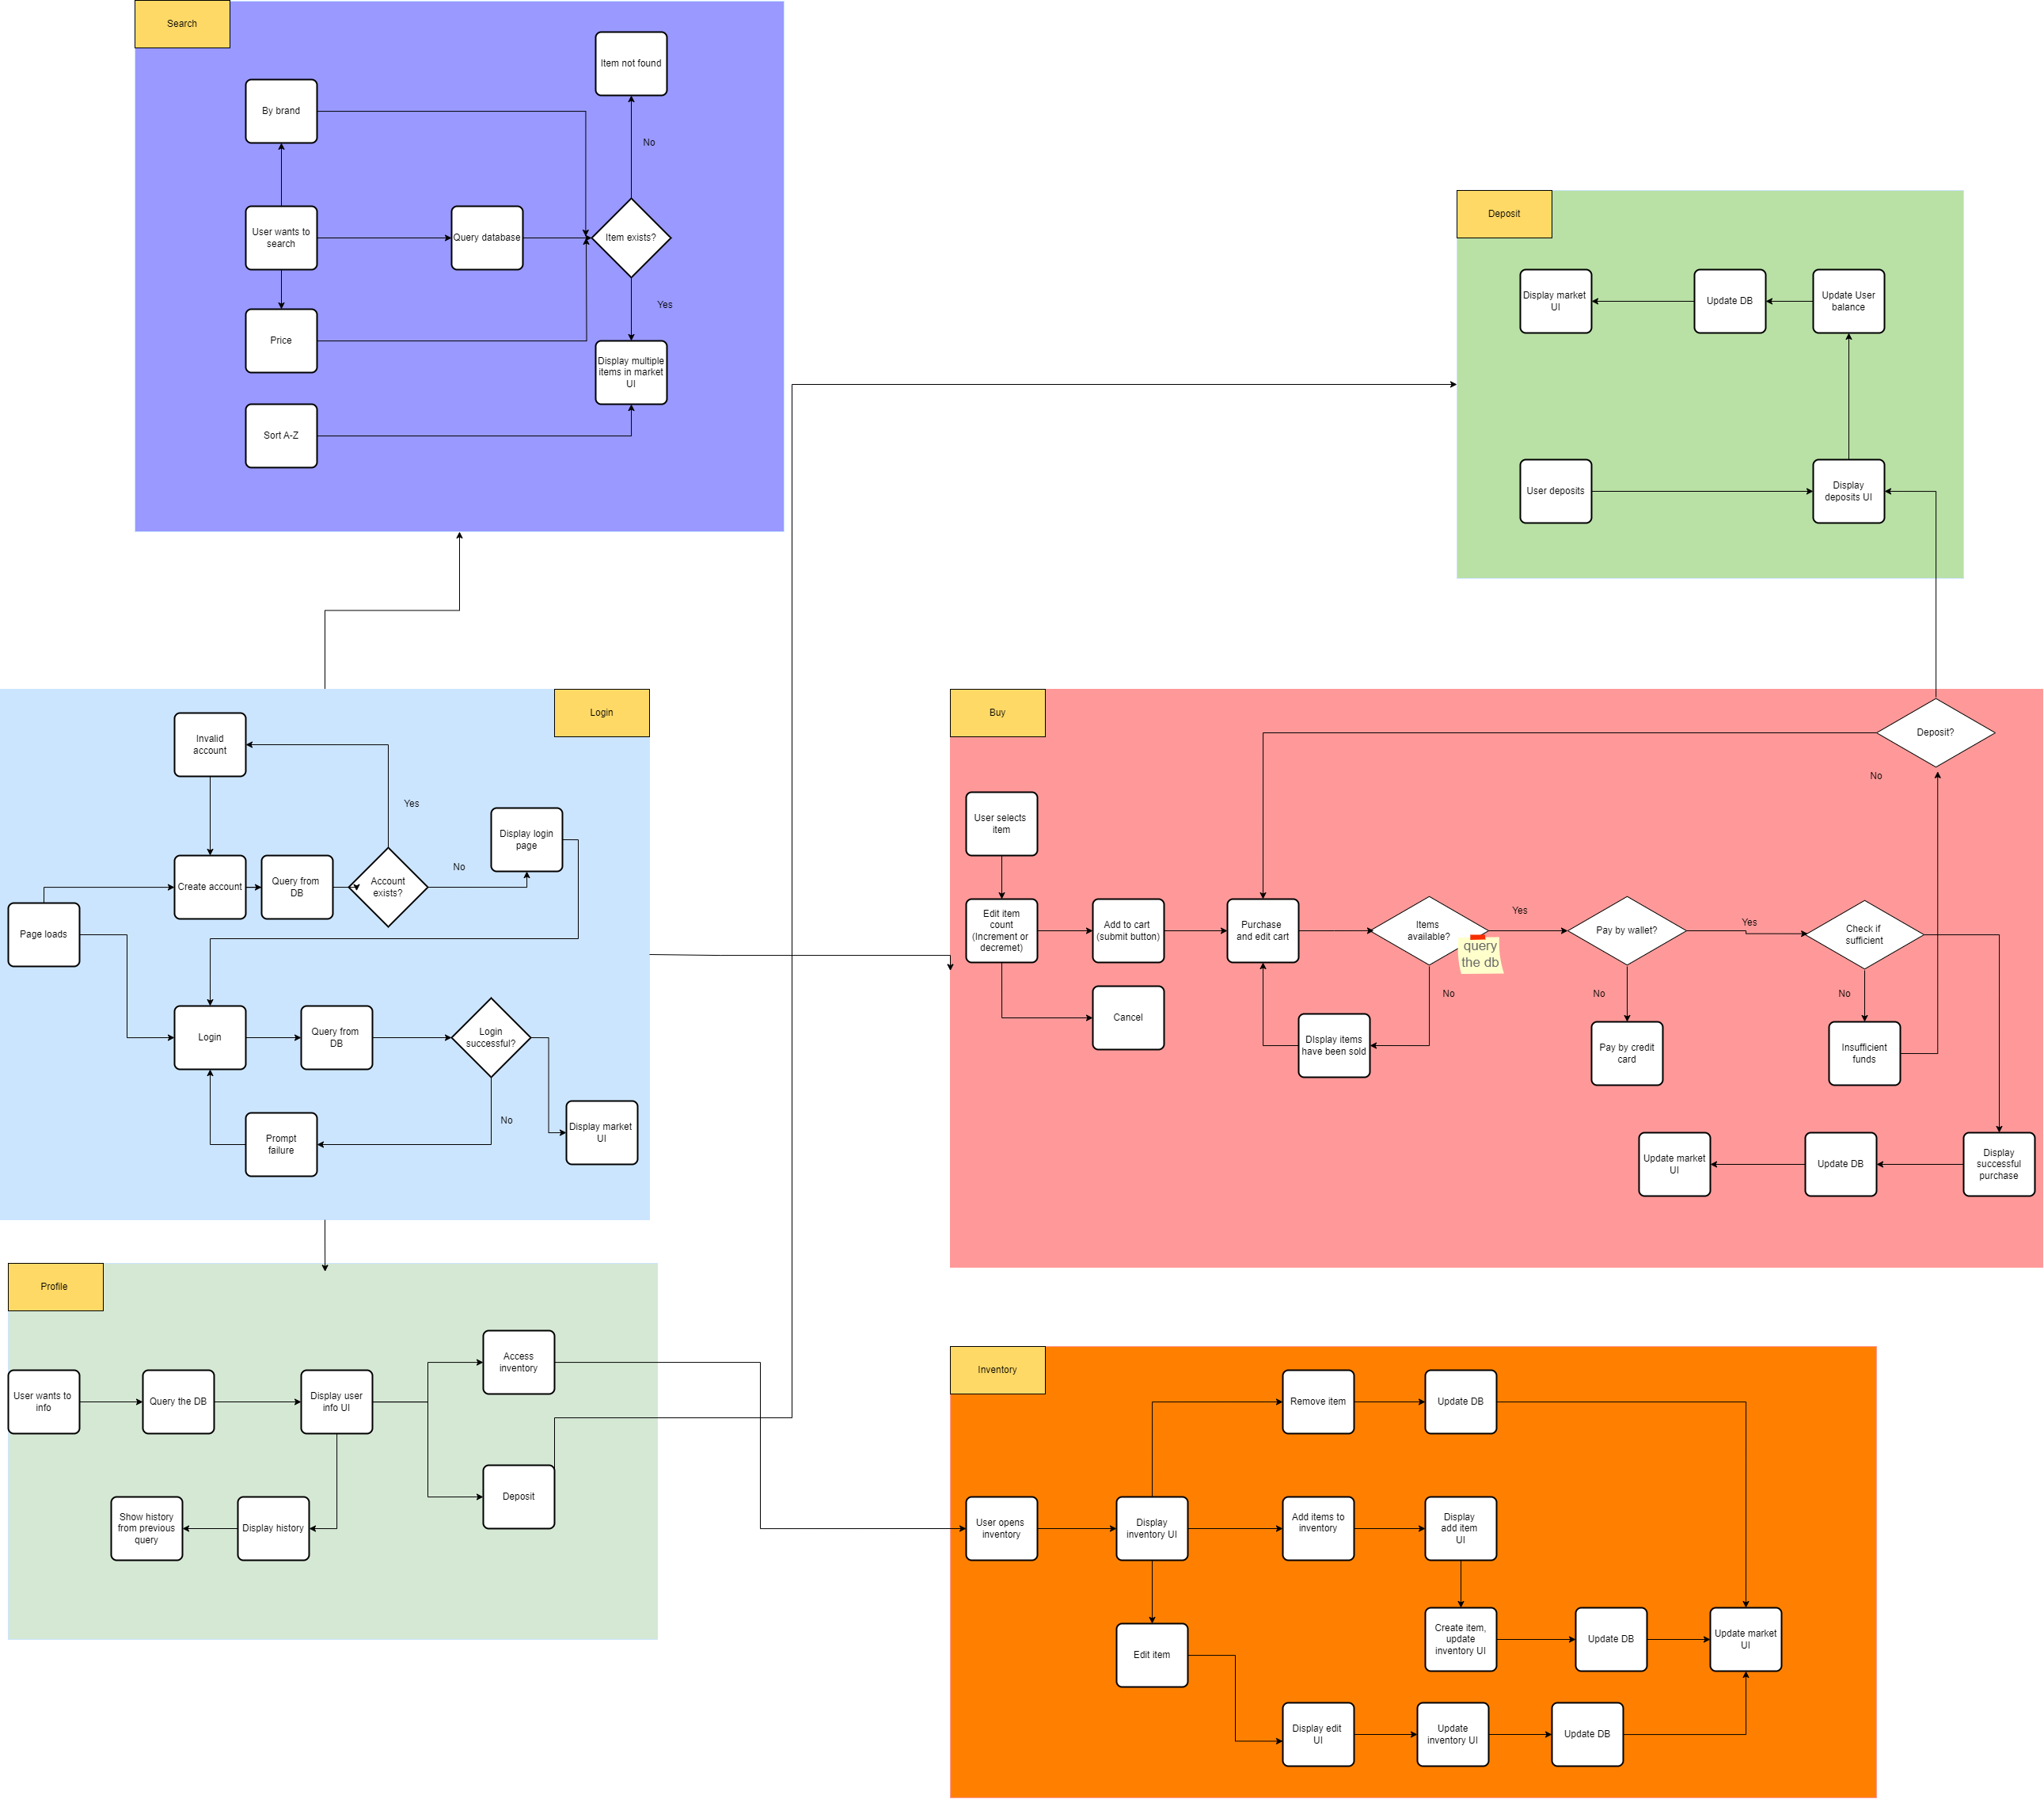 Search
Item not found
By brand
No
User wants to
search
Query database
Item exists?
Yes
Price
Display multiple
items in market
UI
Sort A-Z
Deposit
Display market
UI
Update DB
Update User
balance
User deposits
Display
deposits UI
Login
Invalid
account
Yes
Display login
page
No
Create account
Query from
DB
Account
exists?
Page loads
Login
Query from
DB
Login
successful?
No
Prompt
failure
Display market
UI
Buy
Deposit?
No
User selects
item
Edit item
count
(Increment or
decremet)
Add to cart
(submit button)
Purchase
and edit cart
Items
available?
Yes
query
the db
Pay by wallet?
Yes
Check if
sufficient
No
No
No
Cancel
DIsplay items
have been sold
Pay by credit
card
Insufficient
funds
Update market
UI
Update DB
Display
successful
purchase
Profile
Access
inventory
User wants to
info
Query the DB
Display user
info UI
Deposit
Show history
from previous
query
Display history
Inventory
Remove item
Update DB
User opens
inventory
Display
inventory UI
Add items to
inventory
Display
add item
UI
Create item,
update
inventory UI
Update DB
Update market
UI
Edit item
Display edit
UI
Update
inventory UI
Update DB